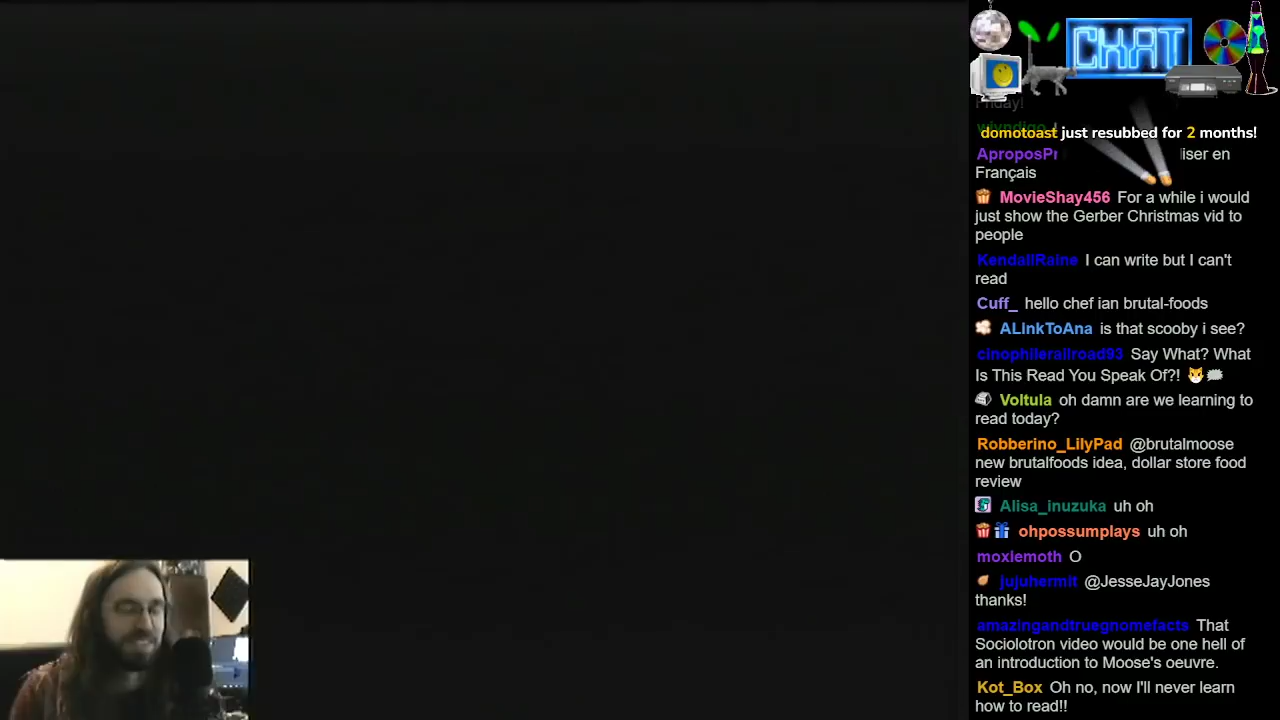 CHAT
Friday!
domotoast just resubbed for 2 months!
AproposPr
iser en
Français
MovieShay456 For a while i would
just show the Gerber Christmas vid to
people
KendallRaine I can write but I can't
read
Cuff_ hello chef ian brutal-foods
ALinkToAna is that scooby i see?
cinophilerailroad93 Say What? What
Is This Read You Speak Of?!
Voltula oh damn are we learning to
read today?
Robberino_LilyPad @brutalmoose
new brutalfoods idea, dollar store food
review
Alisa_inuzuka uh oh
ohpossumplays uh oh
moxiemoth O
jujuhermit @JesseJayJones
thanks!
amazingandtruegnomefacts That
Sociolotron video would be one hell of
an introduction to Moose's oeuvre.
Kot_Box Oh no, now I'll never learn
how to read!!